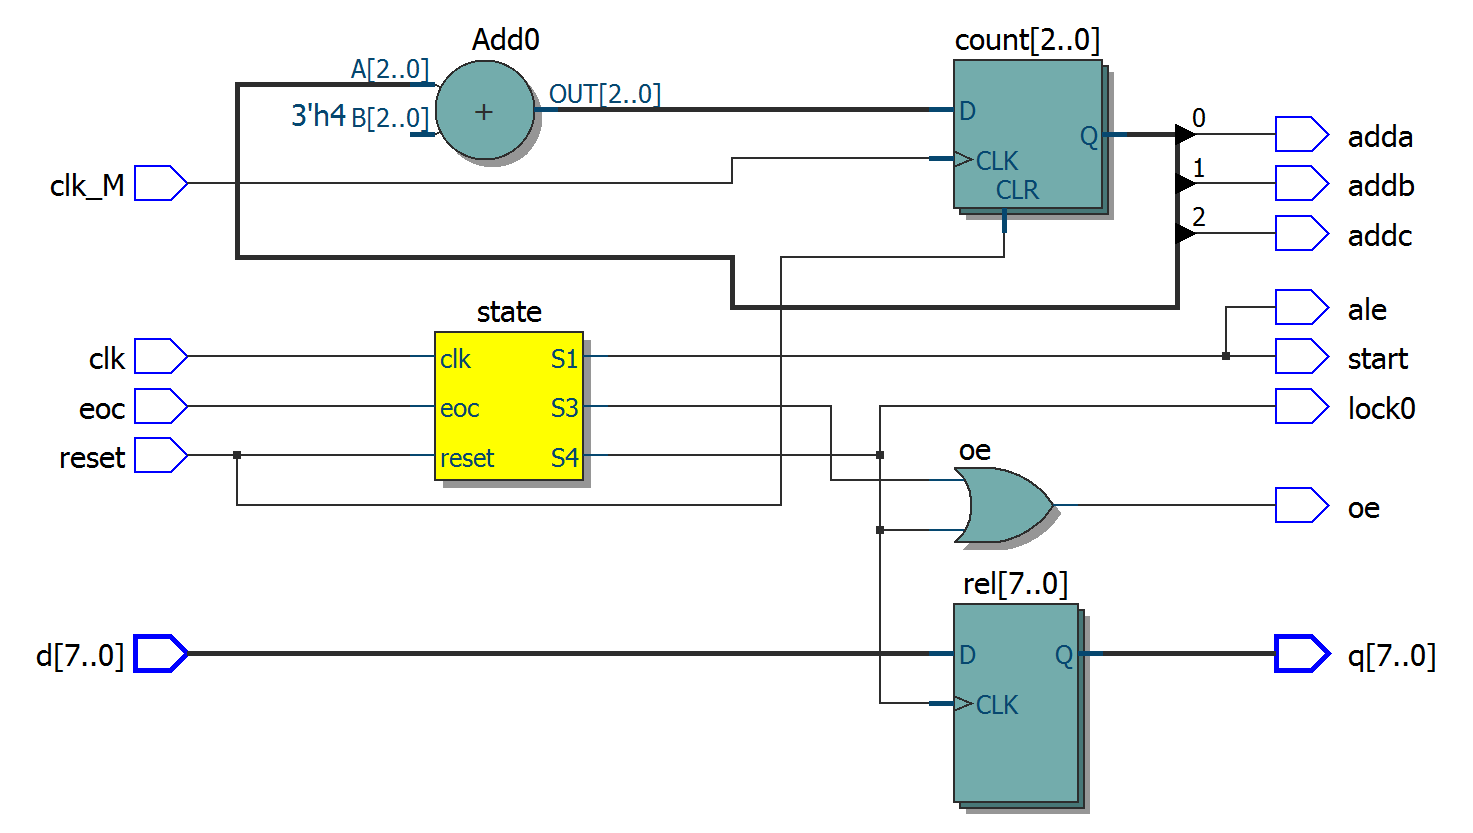 Add0
A[2..0]
3'h4 B[2..0]
+
OUT[2..0]
count[2..0]
D
CLK
CLR
Q
0
1
2
adda
addb
addc
clk_M
state
clk
eoc
reset
clk
eoc
reset
S1
S3
S4
ale
start
lock0
oe
oe
rel[7..0]
d[7..0]
D
CLK
Q
q[7..0]